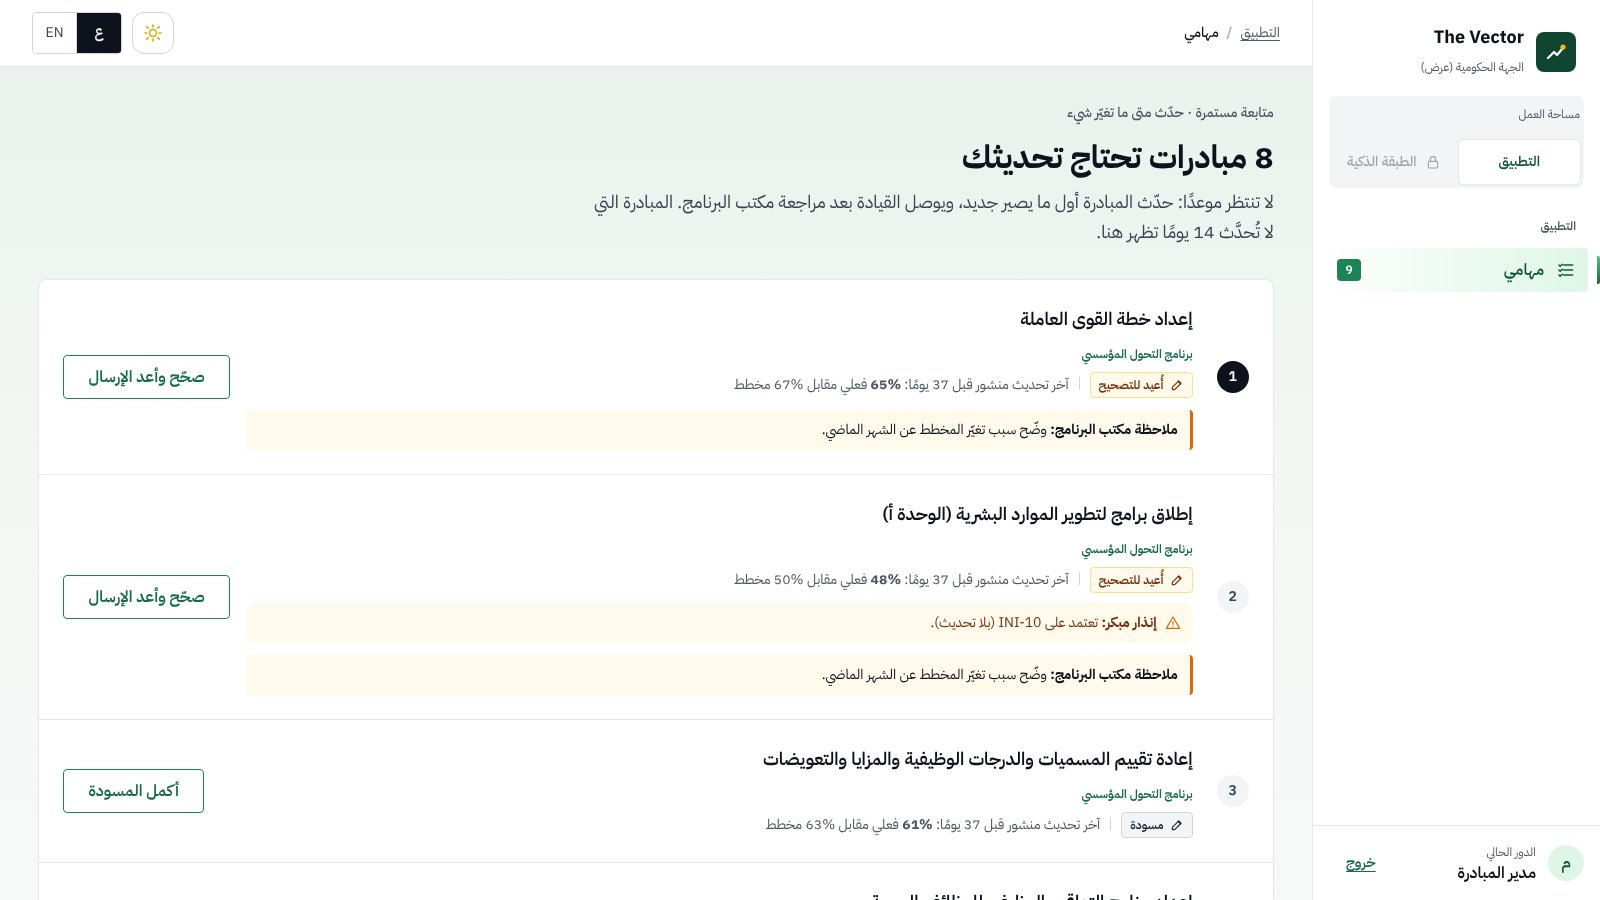 The Vector
الجهة الحكومية (عرض)
مساحة العمل
التطبيق
الطبقة الذكية
التطبيق
مهامي
9
الدور الحالي
م
مدير المبادرة
خروج
التطبيق / مهامي
ع
EN
متابعة مستمرة · حدّث متى ما تغيّر شيء
8 مبادرات تحتاج تحديثك
لا تنتظر موعدًا: حدّث المبادرة أول ما يصير جديد، ويوصل القيادة بعد مراجعة مكتب البرنامج. المبادرة التي
لا تُحدَّث 14 يومًا تظهر هنا.
1
إعداد خطة القوى العاملة
برنامج التحول المؤسسي
أُعيد للتصحيح
آخر تحديث منشور قبل 37 يومًا: 65% فعلي مقابل 67% مخطط
ملاحظة مكتب البرنامج: وضّح سبب تغيّر المخطط عن الشهر الماضي.
صحّح وأعد الإرسال
2
إطلاق برامج لتطوير الموارد البشرية (الوحدة أ)
برنامج التحول المؤسسي
أُعيد للتصحيح
آخر تحديث منشور قبل 37 يومًا: 48% فعلي مقابل 50% مخطط
إنذار مبكر: تعتمد على INI-10 (بلا تحديث).
ملاحظة مكتب البرنامج: وضّح سبب تغيّر المخطط عن الشهر الماضي.
صحّح وأعد الإرسال
3
إعادة تقييم المسميات والدرجات الوظيفية والمزايا والتعويضات
برنامج التحول المؤسسي
مسودة
آخر تحديث منشور قبل 37 يومًا: 61% فعلي مقابل 63% مخطط
أكمل المسودة